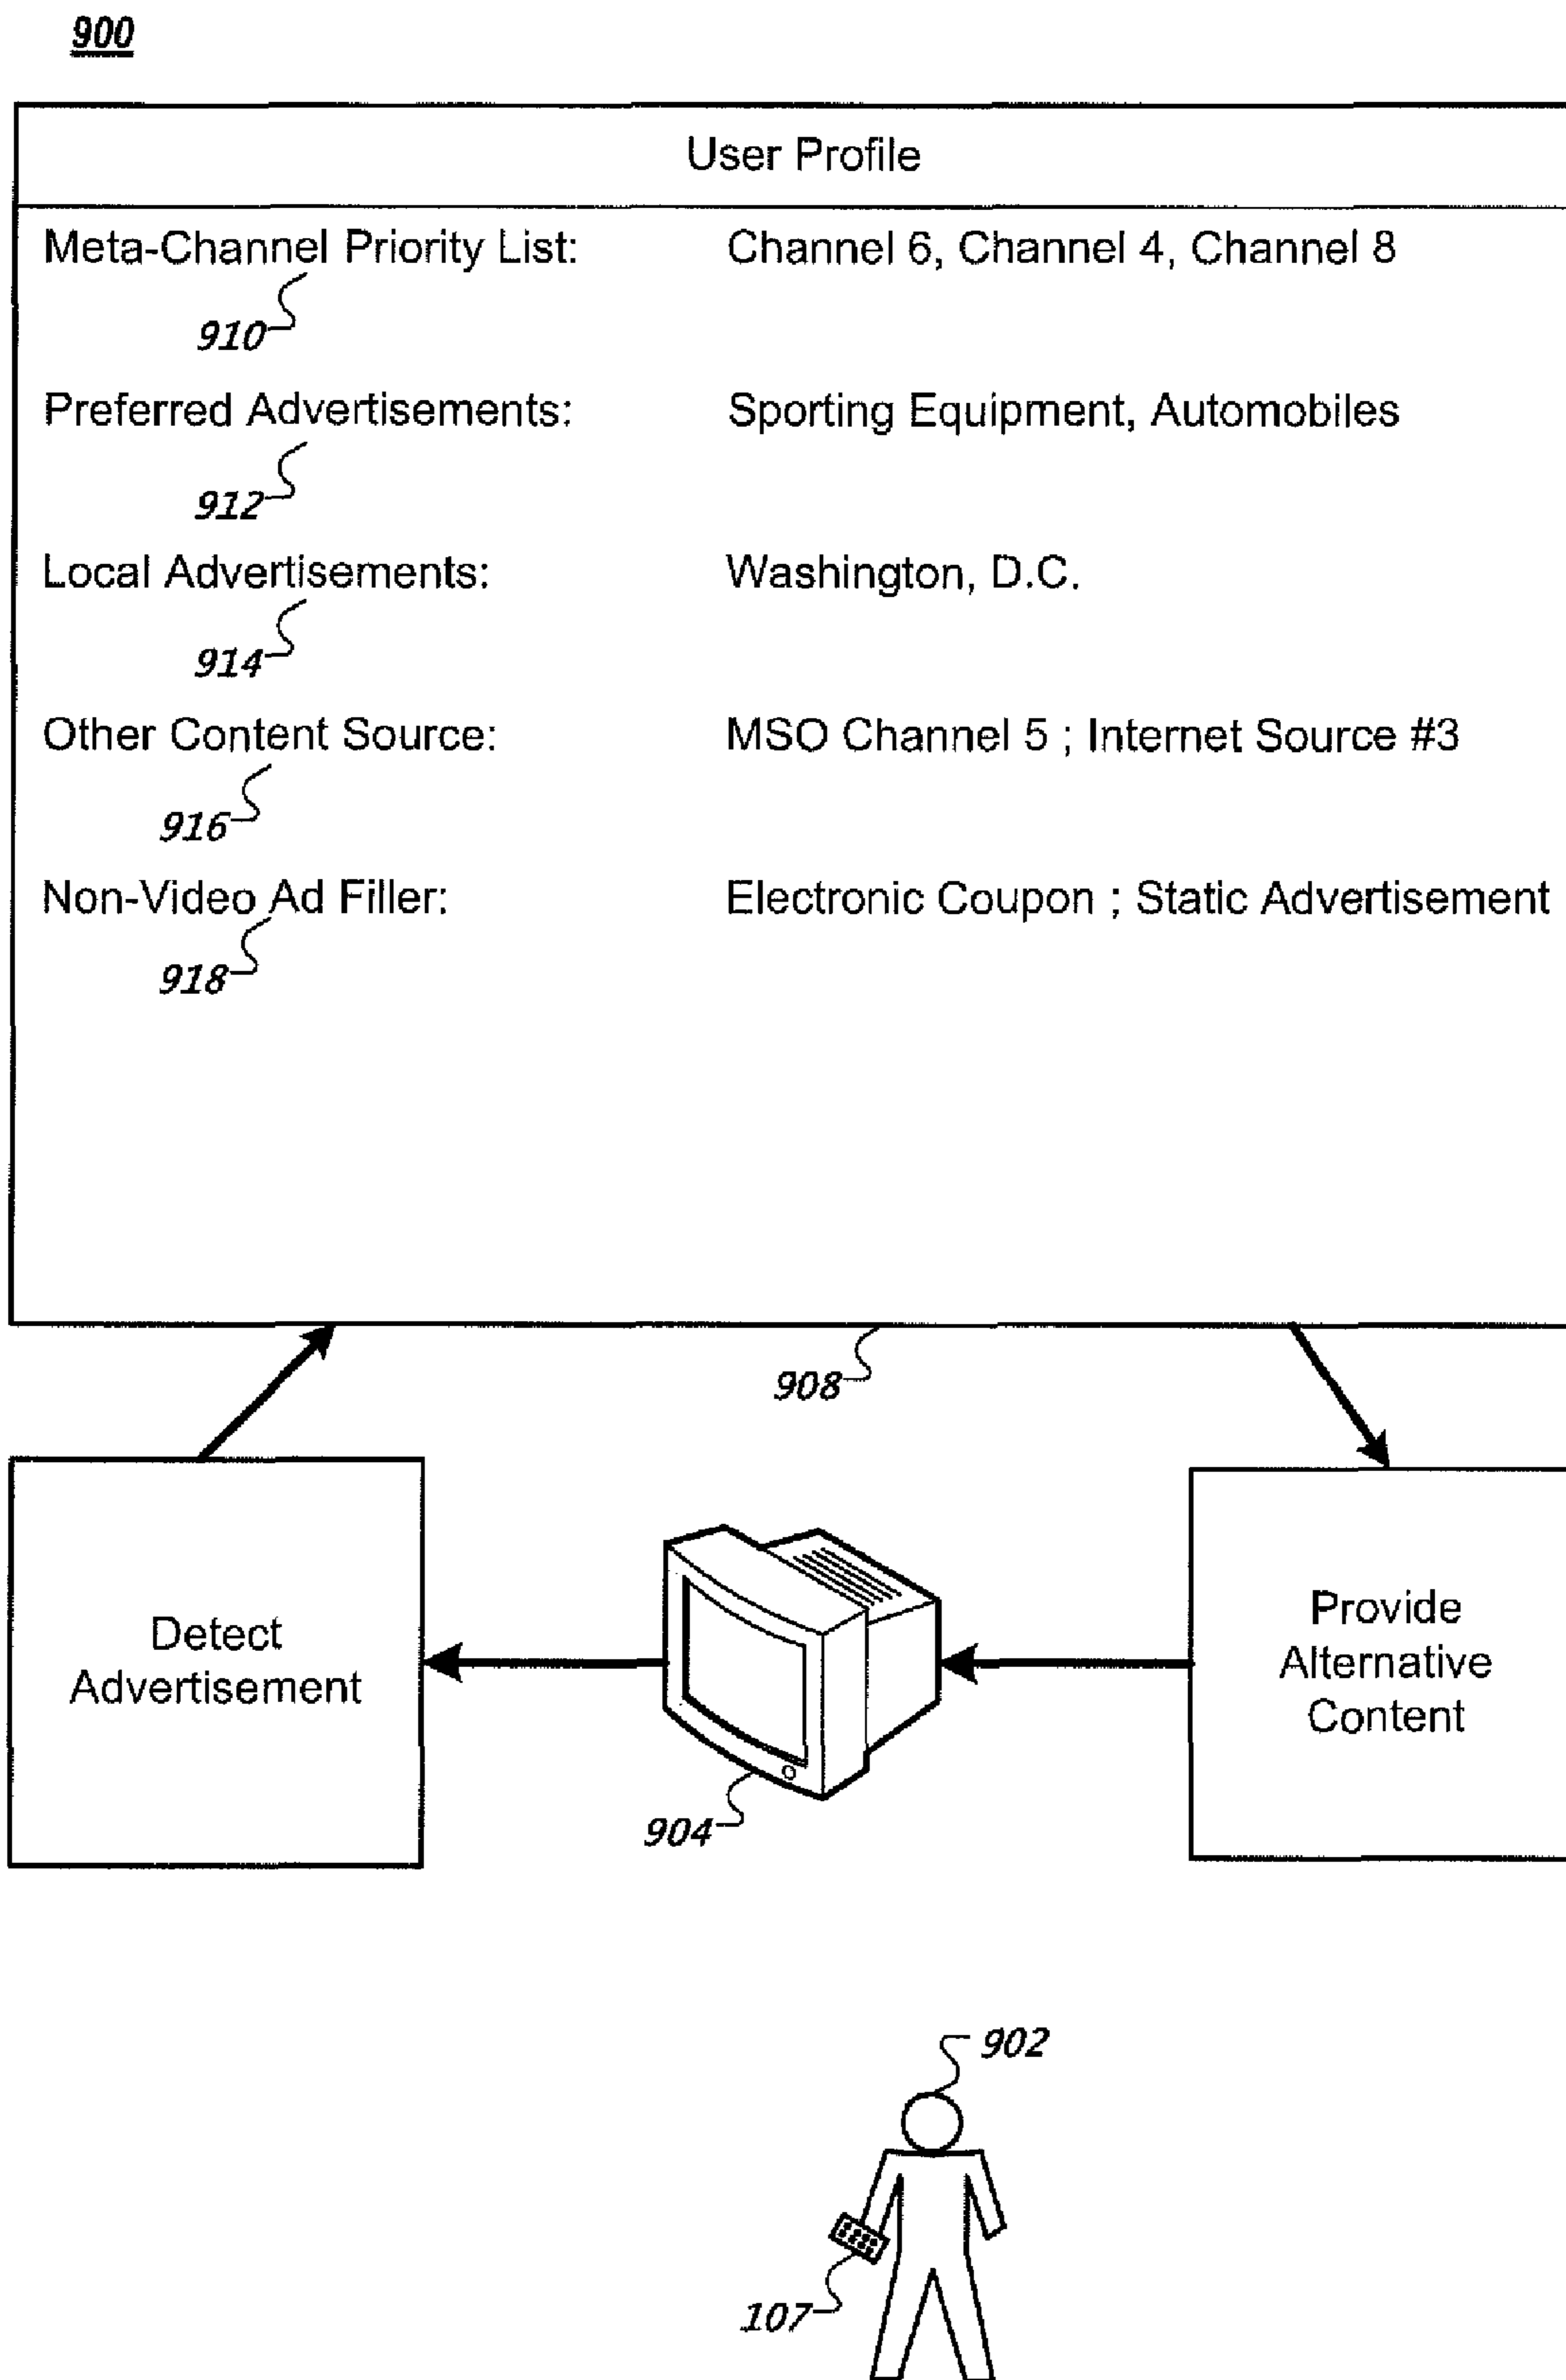 900
User Profile
Meta-Channel Priority List: Channel 6, Channel 4, Channel 8
910
Preferred Advertisements: Sporting Equipment, Automobiles
912
Local Advertisements: Washington, D.C.
914
Other Content Source: MSO Channel 5 ; Internet Source #3
916
Non-Video Ad Filler: Electronic Coupon ; Static Advertisement
918
908
Detect
Advertisement
904
Provide
Alternative
Content
902
107